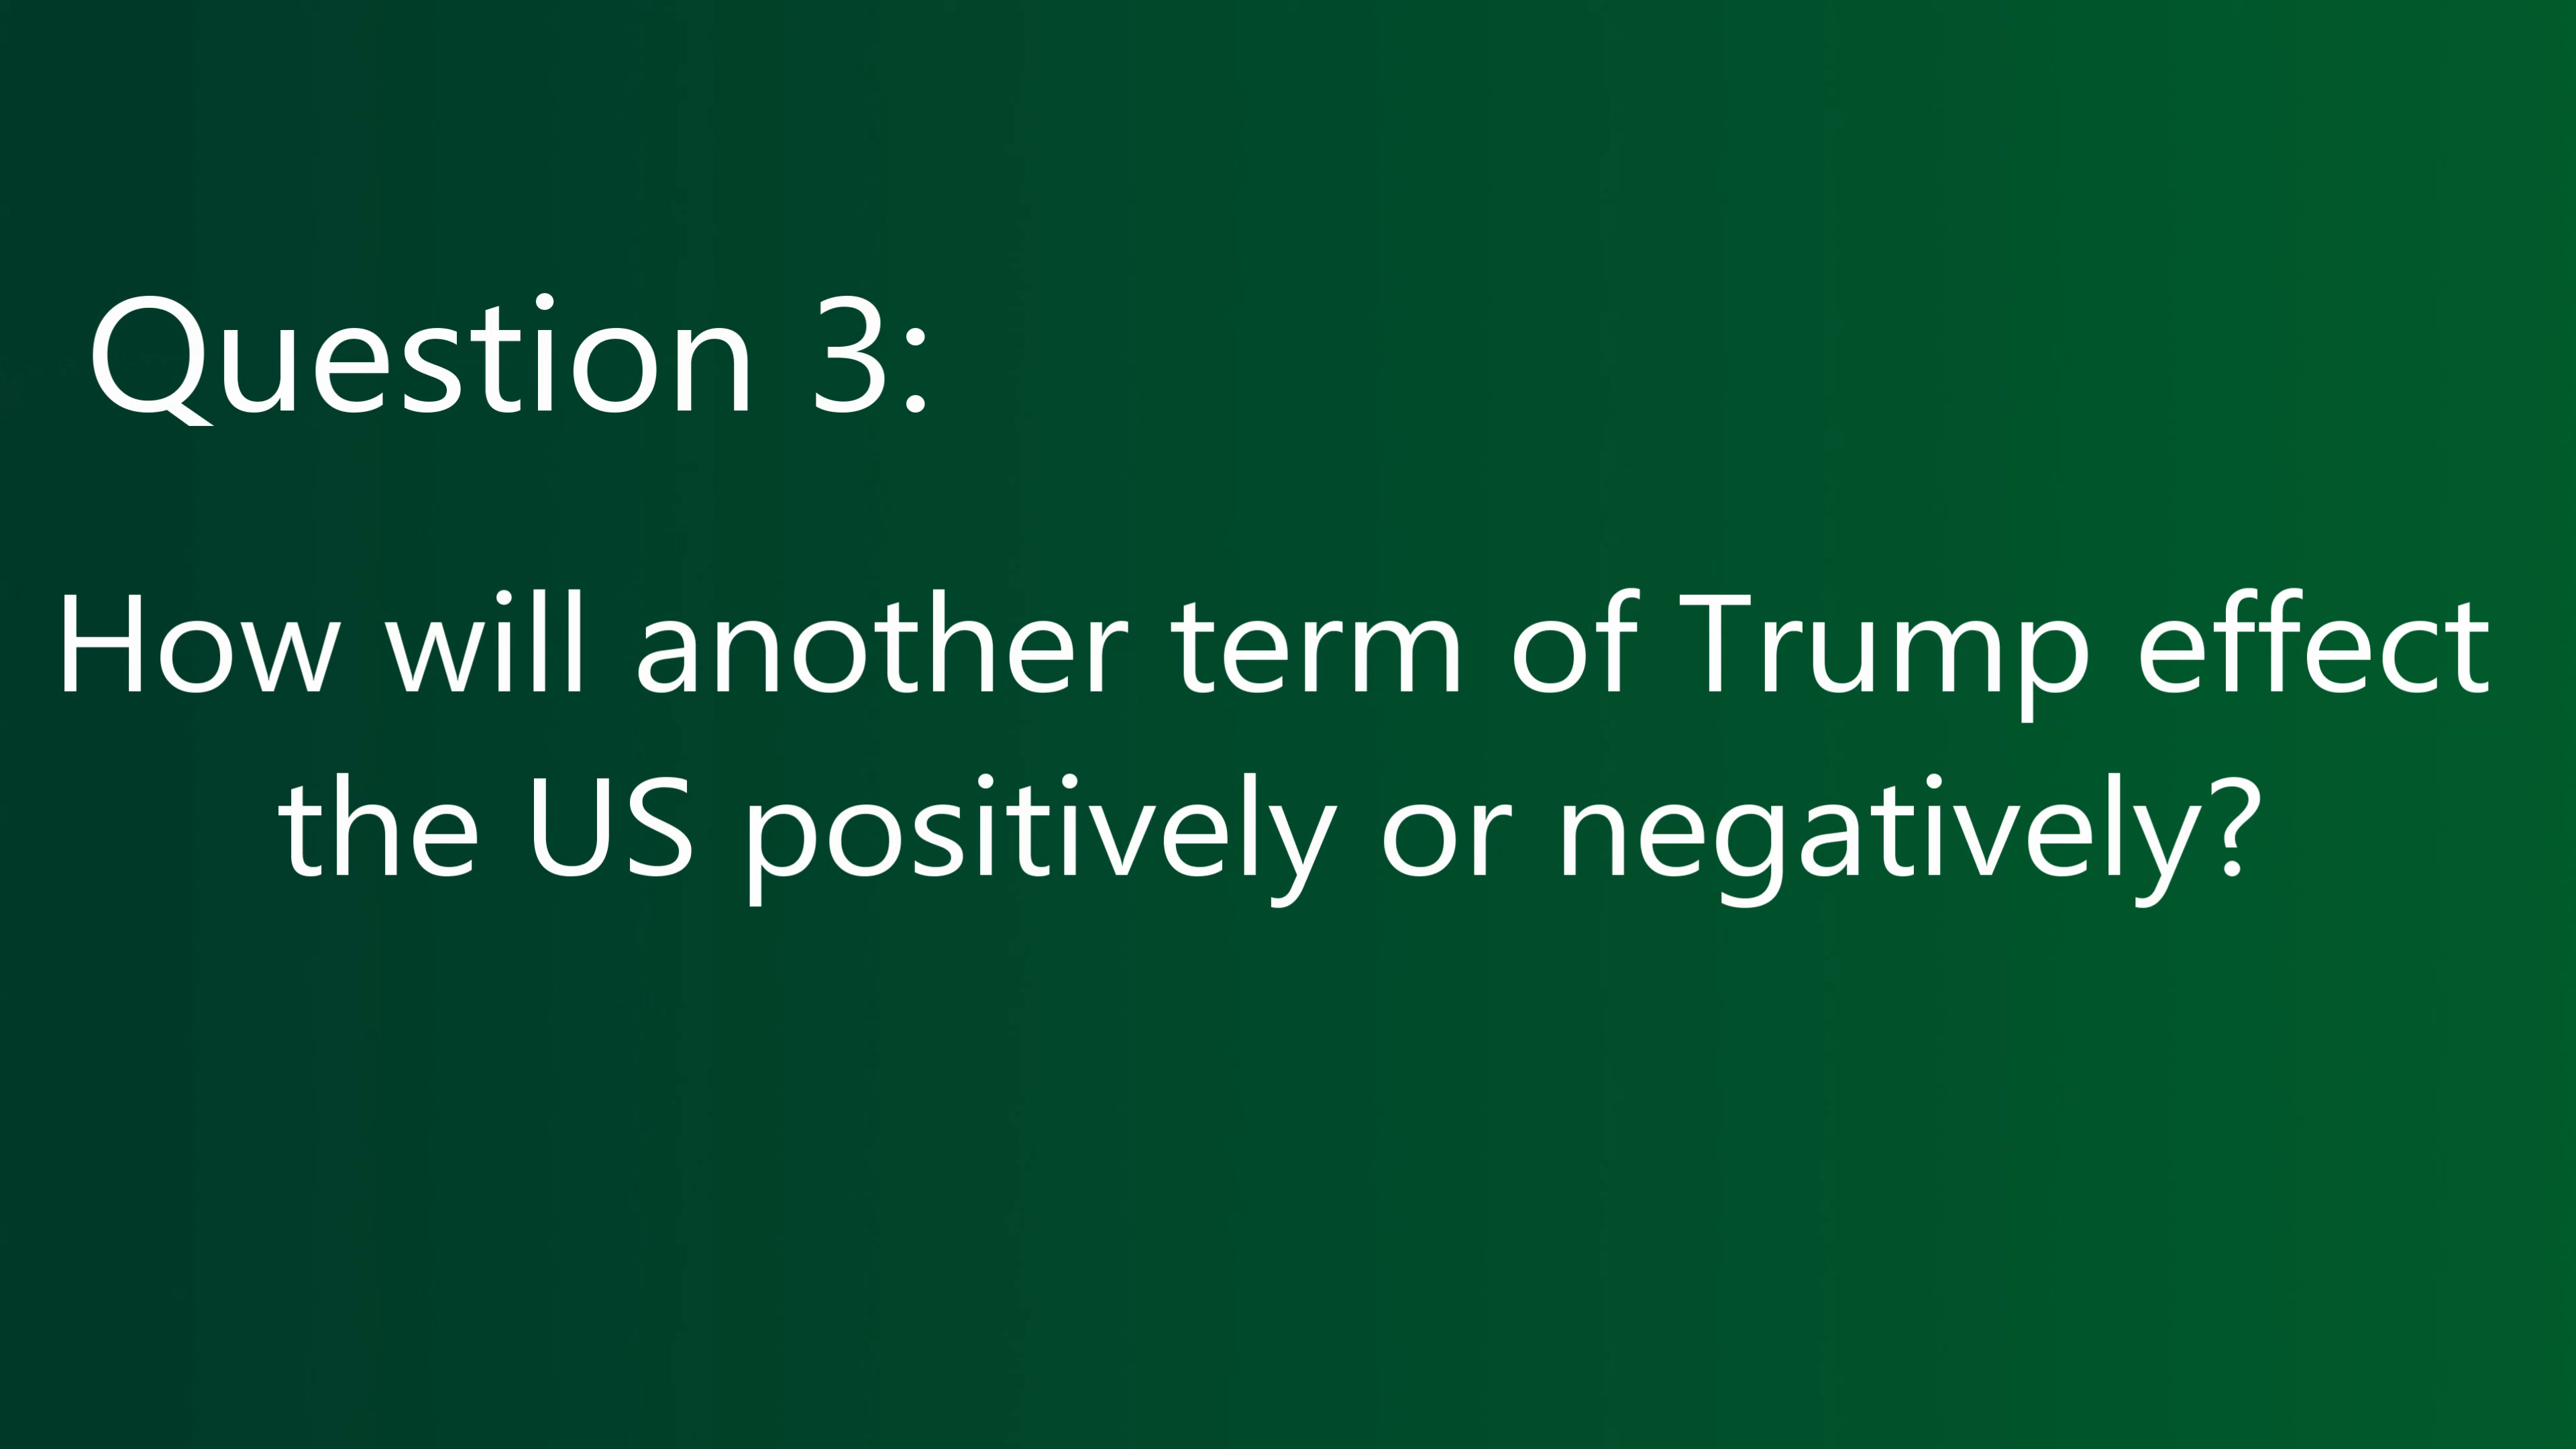 Question 3:
How will another term of Trump effect
the US positively or negatively?